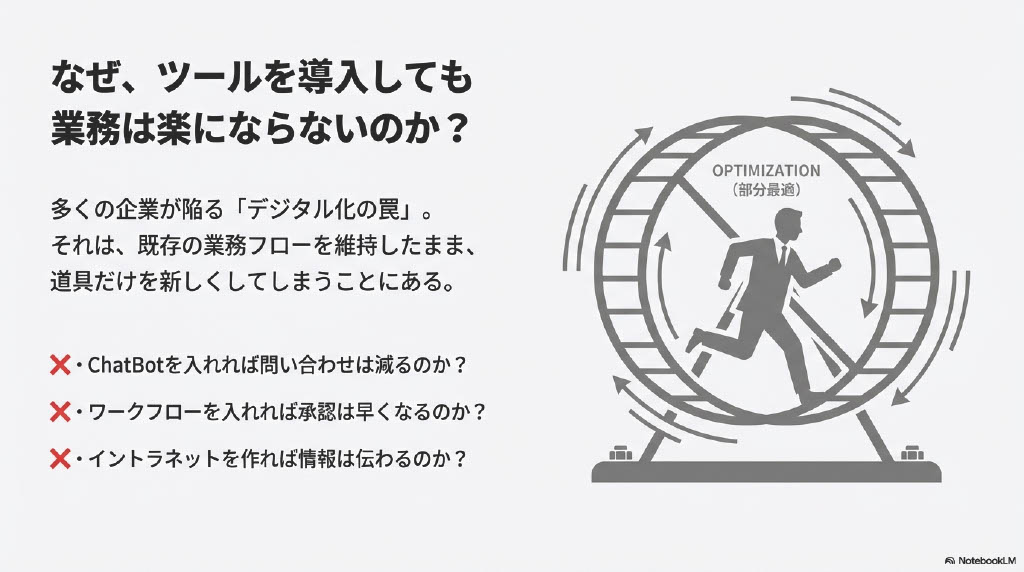 なぜ、ツールを導入しても
業務は楽にならないのか？
多くの企業が陥る「デジタル化の罠」。
それは、既存の業務フローを維持したまま、
道具だけを新しくしてしまうことにある。
❌・ChatBotを入れれば問い合わせは減るのか？
❌・ワークフローを入れれば承認は早くなるのか？
❌・イントラネットを作れば情報は伝わるのか？
OPTIMIZATION
（部分最適）
NotebookLM